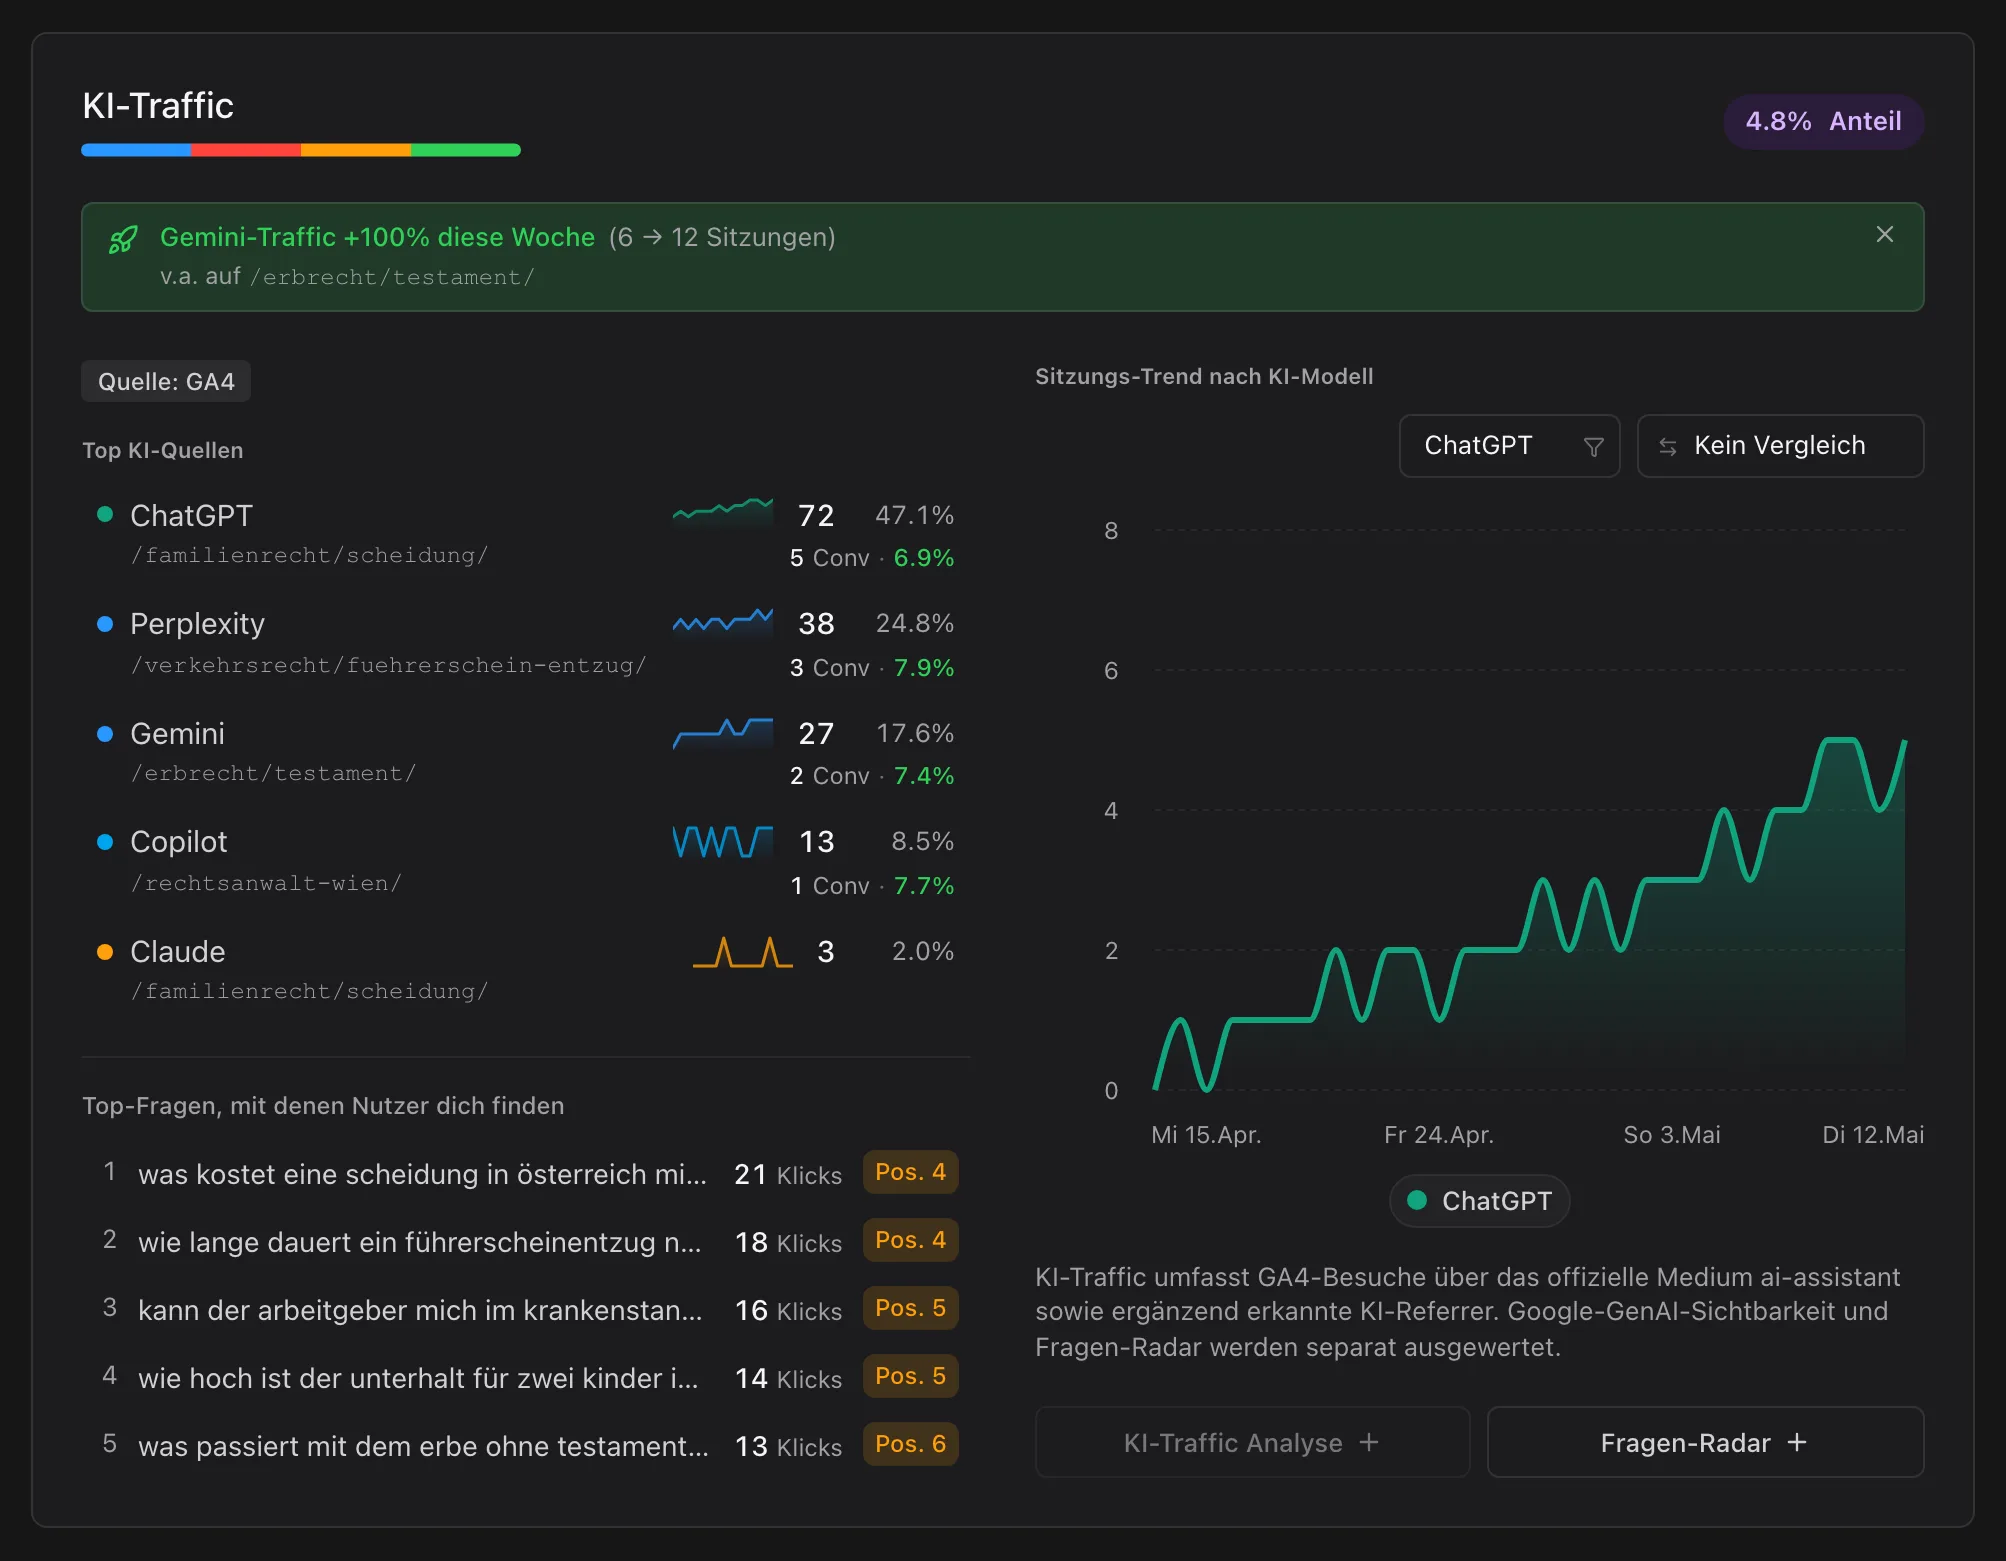 KI-Traffic
4.8% Anteil
Gemini-Traffic +100% diese Woche (6 → 12 Sitzungen)
v.a. auf /erbrecht/testament/
Quelle: GA4
Top KI-Quellen
ChatGPT 72 47.1%
/familienrecht/scheidung/ 5 Conv · 6.9%
Perplexity 38 24.8%
/verkehrsrecht/fuehrerschein-entzug/ 3 Conv · 7.9%
Gemini 27 17.6%
/erbrecht/testament/ 2 Conv · 7.4%
Copilot 13 8.5%
/rechtsanwalt-wien/ 1 Conv · 7.7%
Claude 3 2.0%
/familienrecht/scheidung/
Top-Fragen, mit denen Nutzer dich finden
1 was kostet eine scheidung in österreich mi... 21 Klicks Pos. 4
2 wie lange dauert ein führerscheinentzug n... 18 Klicks Pos. 4
3 kann der arbeitgeber mich im krankenstan... 16 Klicks Pos. 5
4 wie hoch ist der unterhalt für zwei kinder i... 14 Klicks Pos. 5
5 was passiert mit dem erbe ohne testament... 13 Klicks Pos. 6
Sitzungs-Trend nach KI-Modell
ChatGPT Kein Vergleich
8
6
4
2
0
Mi 15.Apr. Fr 24.Apr. So 3.Mai Di 12.Mai
ChatGPT
KI-Traffic umfasst GA4-Besuche über das offizielle Medium ai-assistant
sowie ergänzend erkannte KI-Referrer. Google-GenAI-Sichtbarkeit und
Fragen-Radar werden separat ausgewertet.
KI-Traffic Analyse + Fragen-Radar +